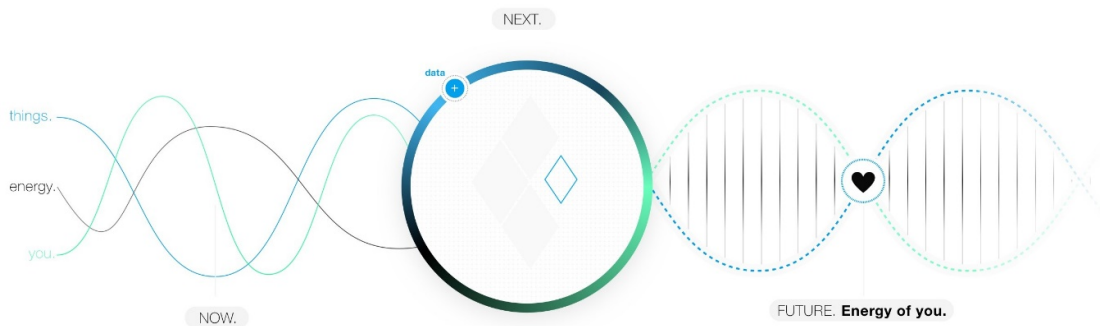 NEXT.
data
things.
energy.
you.
NOW.
FUTURE. Energy of you.